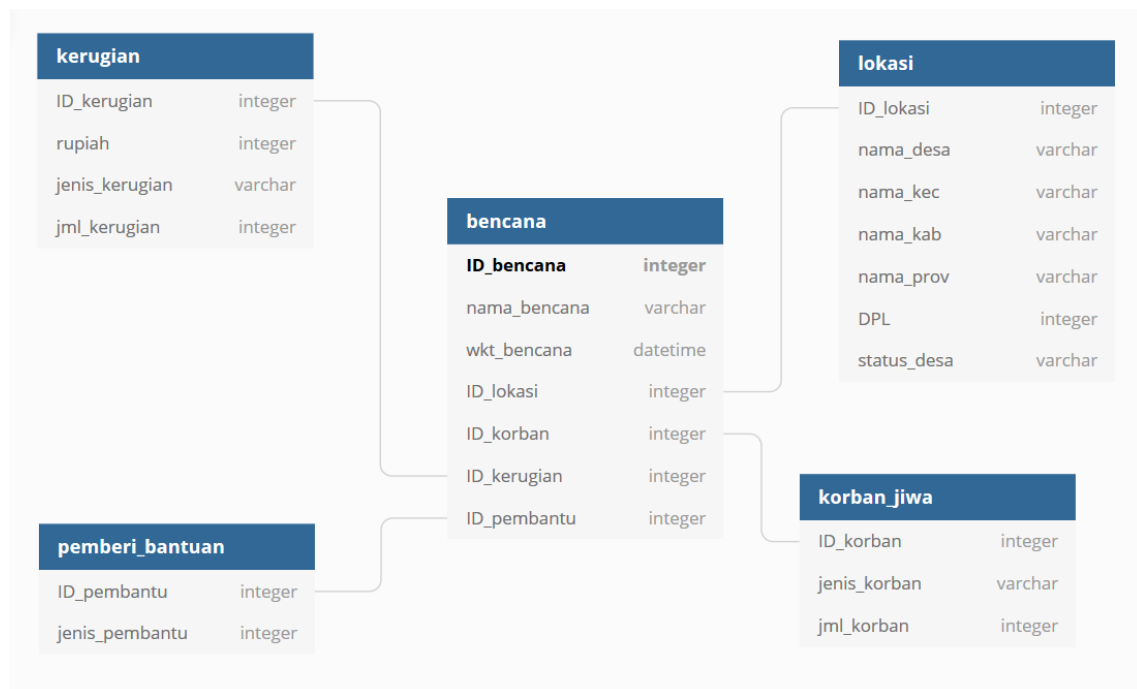 kerugian
ID_kerugian integer
rupiah integer
jenis_kerugian varchar
jml_kerugian integer
lokasi
ID_lokasi integer
nama_desa varchar
nama_kec varchar
nama_kab varchar
nama_prov varchar
DPL integer
status_desa varchar
bencana
ID_bencana integer
nama_bencana varchar
wkt_bencana datetime
ID_lokasi integer
ID_korban integer
ID_kerugian integer
ID_pembantu integer
pemberi_bantuan
ID_pembantu integer
jenis_pembantu integer
korban_jiwa
ID_korban integer
jenis_korban varchar
jml_korban integer